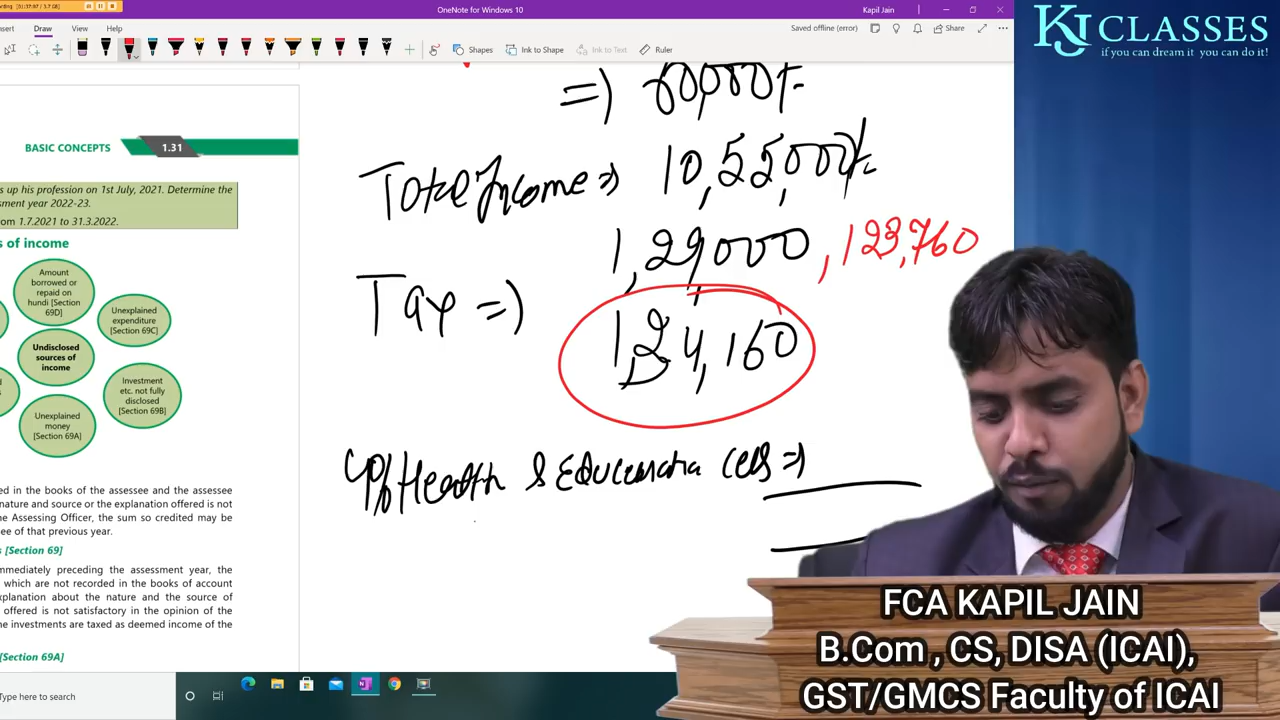 OneNote for Windows 10
Kapil Jain
Insert
Draw
View
Help
Saved offline (error)
Share
Shapes
Ink to Shape
Ink to Text
Ruler
KJ CLASSES
if you can dream it you can do it!
BASIC CONCEPTS 1.31
s up his profession on 1st July, 2021. Determine the
ssment year 2022-23.
rom 1.7.2021 to 31.3.2022.
s of income
Amount
borrowed or
repaid on
hundi [Section
69D]
Unexplained
expenditure
[Section 69C]
Undisclosed
sources of
income
Investment
etc. not fully
disclosed
[Section 69B]
Unexplained
money
[Section 69A]
ed in the books of the assessee and the assessee
nature and source or the explanation offered is not
he Assessing Officer, the sum so credited may be
ee of that previous year.
s [Section 69]
mmediately preceding the assessment year, the
which are not recorded in the books of account
xplanation about the nature and the source of
offered is not satisfactory in the opinion of the
he investments are taxed as deemed income of the
[Section 69A]
Total Income => 10,55,000/-
1,29,000, 123,760
Tax =>
1,24,160
4% Health & Education Cess =>
FCA KAPIL JAIN
B.Com , CS, DISA (ICAI),
GST/GMCS Faculty of ICAI
Type here to search